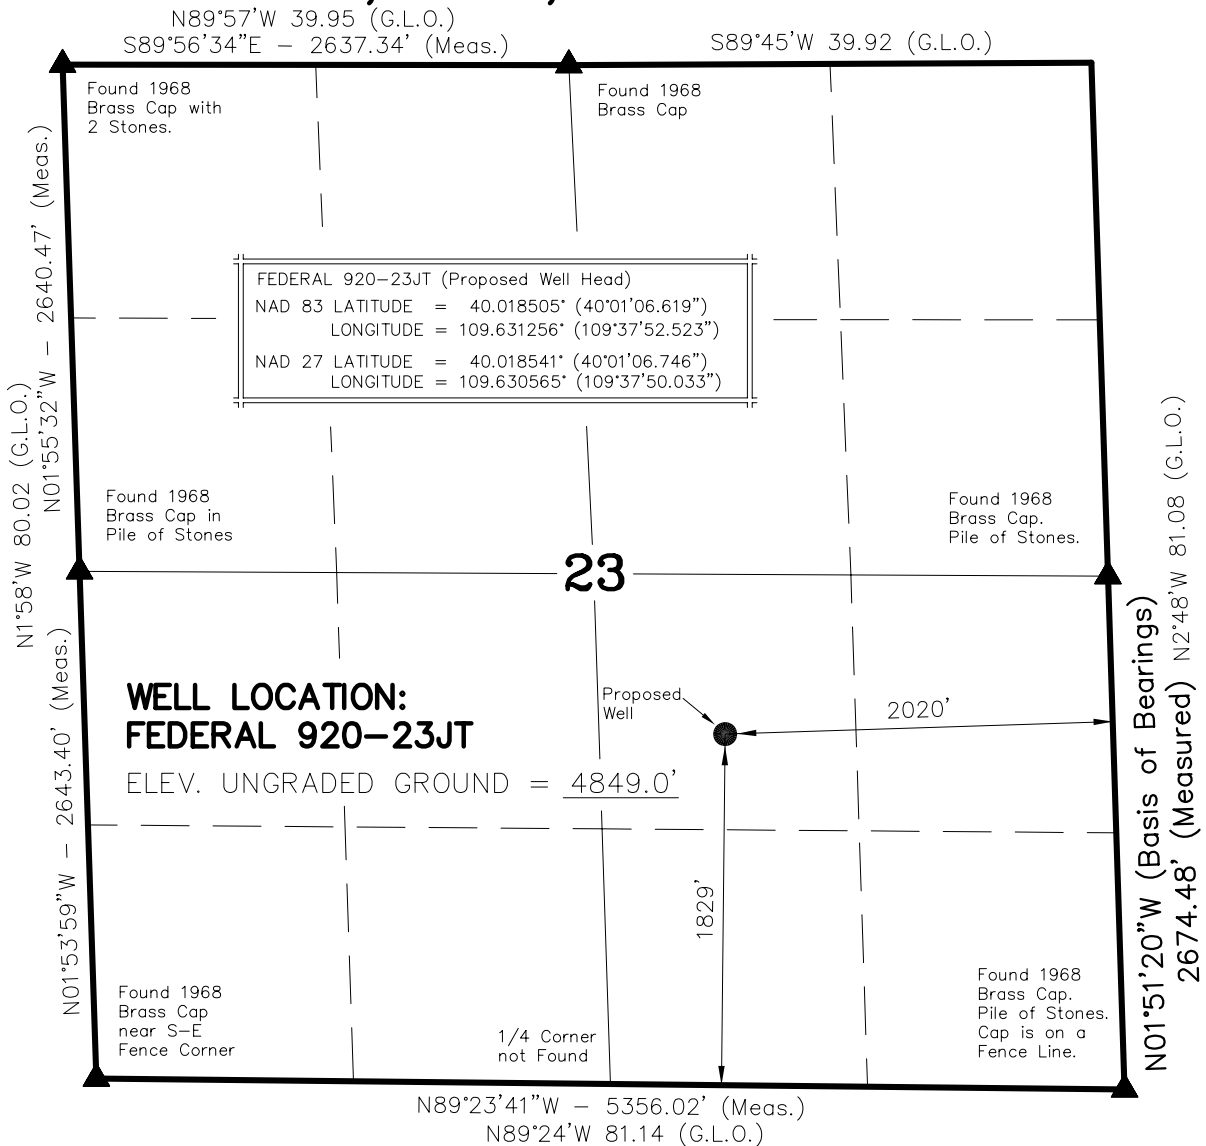 N89°57'W 39.95 (G.L.O.)
S89°56'34"E – 2637.34' (Meas.)
S89°45'W 39.92 (G.L.O.)
Found 1968
Brass Cap with
2 Stones.
Found 1968
Brass Cap
N01°55'32"W – 2640.47' (Meas.)
N1°58'W 80.02 (G.L.O.)
FEDERAL 920–23JT (Proposed Well Head)
NAD 83 LATITUDE = 40.018505° (40°01'06.619")
LONGITUDE = 109.631256° (109°37'52.523")
NAD 27 LATITUDE = 40.018541° (40°01'06.746")
LONGITUDE = 109.630565° (109°37'50.033")
Found 1968
Brass Cap in
Pile of Stones
Found 1968
Brass Cap.
Pile of Stones.
N2°48'W 81.08 (G.L.O.)
23
N01°53'59"W – 2643.40' (Meas.)
WELL LOCATION:
FEDERAL 920–23JT
ELEV. UNGRADED GROUND = 4849.0'
Proposed
Well
2020'
1829'
N01°51'20"W (Basis of Bearings)
2674.48' (Measured)
Found 1968
Brass Cap
near S–E
Fence Corner
1/4 Corner
not Found
Found 1968
Brass Cap.
Pile of Stones.
Cap is on a
Fence Line.
N89°23'41"W – 5356.02' (Meas.)
N89°24'W 81.14 (G.L.O.)